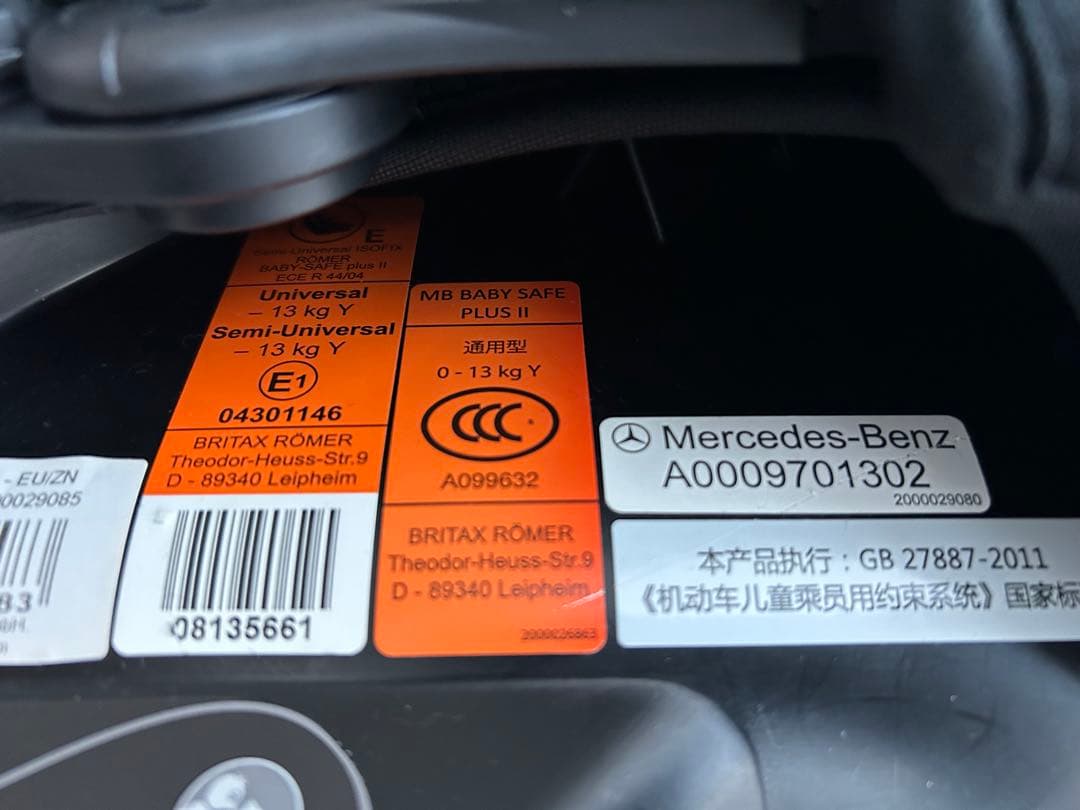 E
Semi-Universal ISOFIX
RÖMER
BABY-SAFE plus II
ECE R 44/04
Universal
– 13 kg Y
Semi-Universal
– 13 kg Y
E1
04301146
BRITAX RÖMER
Theodor-Heuss-Str.9
D - 89340 Leipheim
08135661
MB BABY SAFE
PLUS II
通用型
0 - 13 kg Y
CCC
A099632
BRITAX RÖMER
Theodor-Heuss-Str.9
D - 89340 Leipheim
2000026863
Mercedes-Benz
A0009701302
2000029080
本产品执行：GB 27887-2011
《机动车儿童乘员用约束系统》国家标
- EU/ZN
00029085